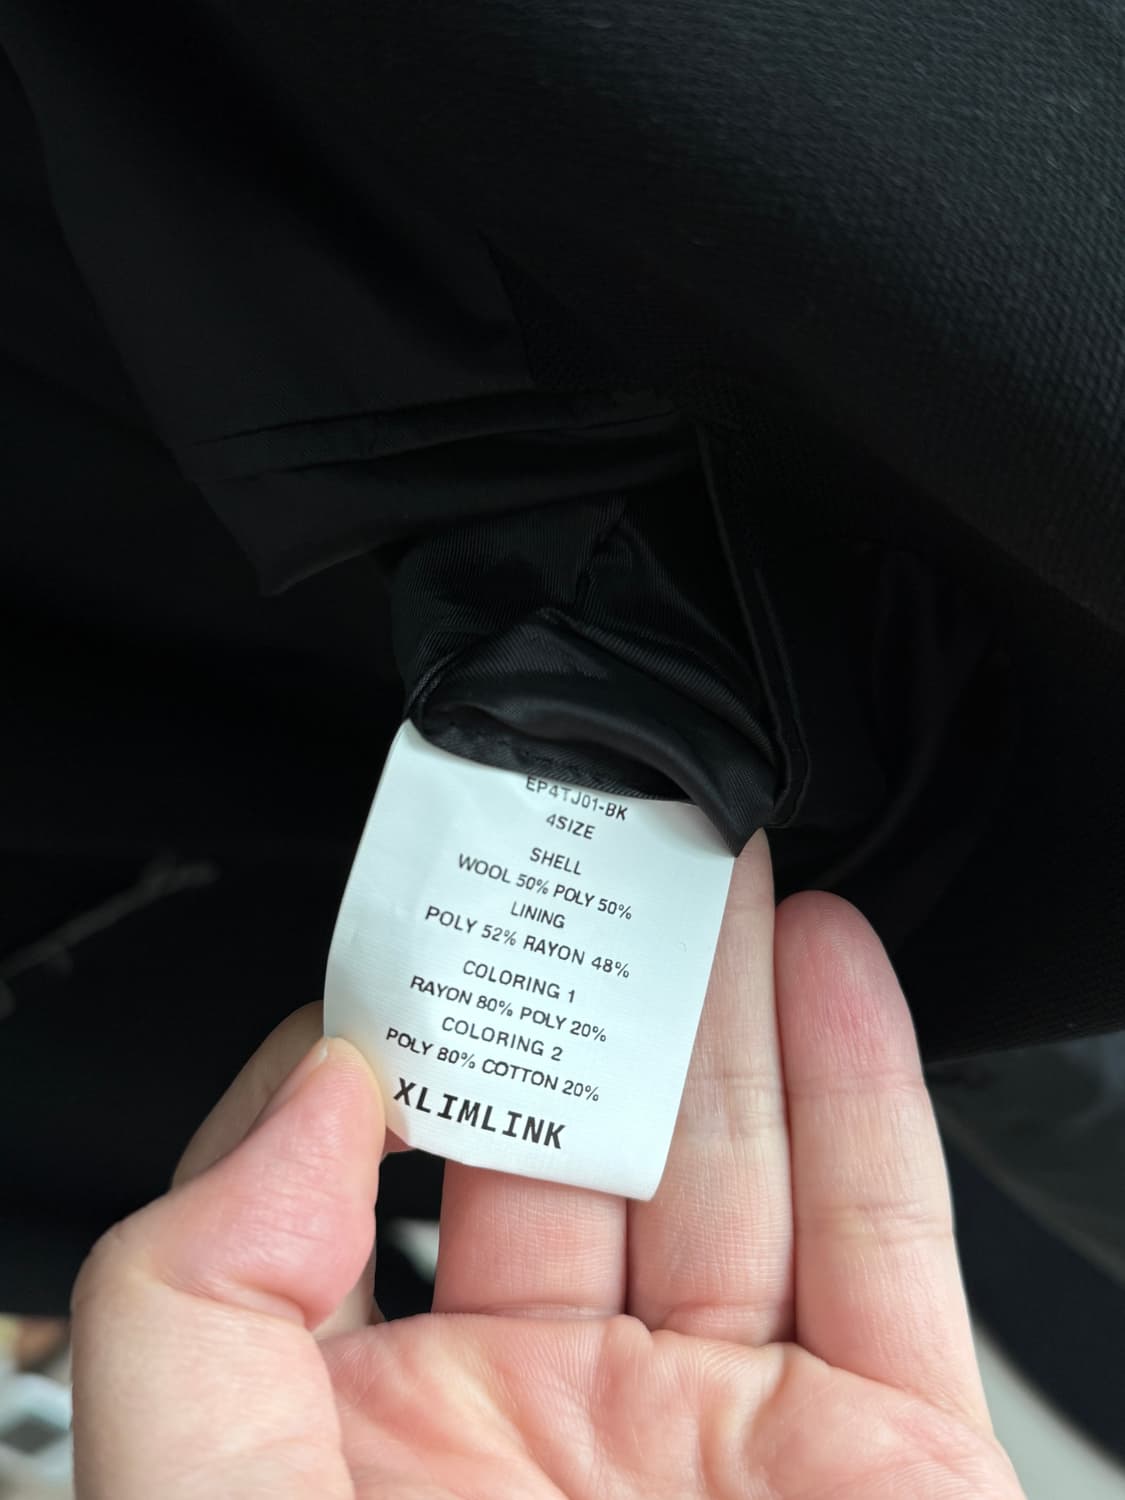 EP4TJ01-BK
4SIZE
SHELL
WOOL 50% POLY 50%
LINING
POLY 52% RAYON 48%
COLORING 1
RAYON 80% POLY 20%
COLORING 2
POLY 80% COTTON 20%
XLIMLINK